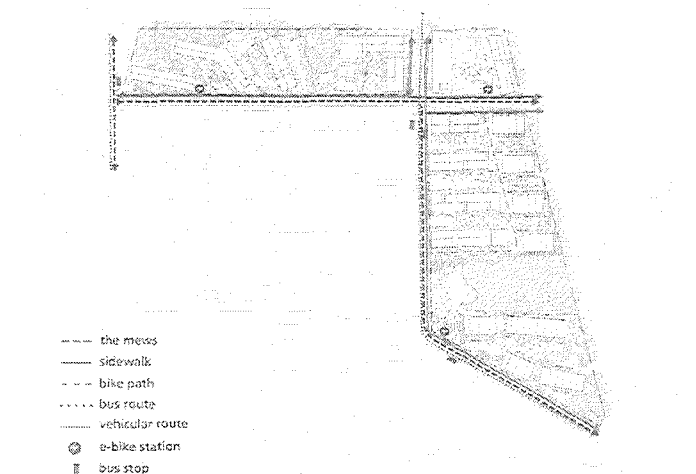 the mews
sidewalk
bike path
bus route
vehicular route
e-bike station
bus stop